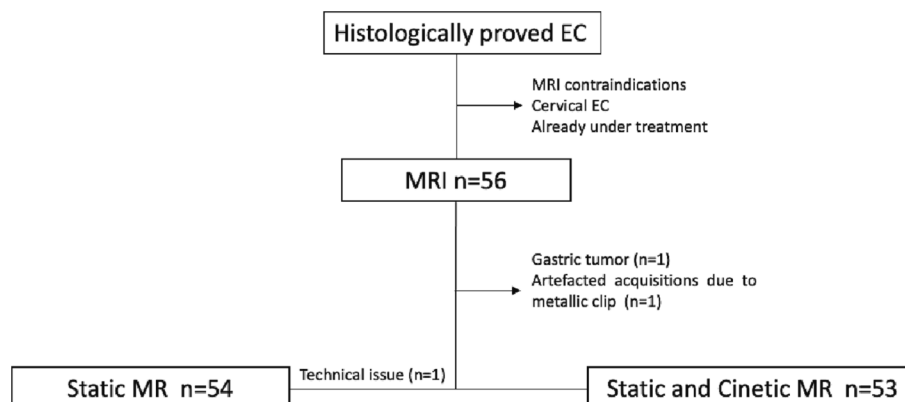 Histologically proved EC
MRI contraindications
Cervical EC
Already under treatment
MRI n=56
Gastric tumor (n=1)
Artefacted acquisitions due to
metallic clip (n=1)
Technical issue (n=1)
Static MR n=54
Static and Cinetic MR n=53